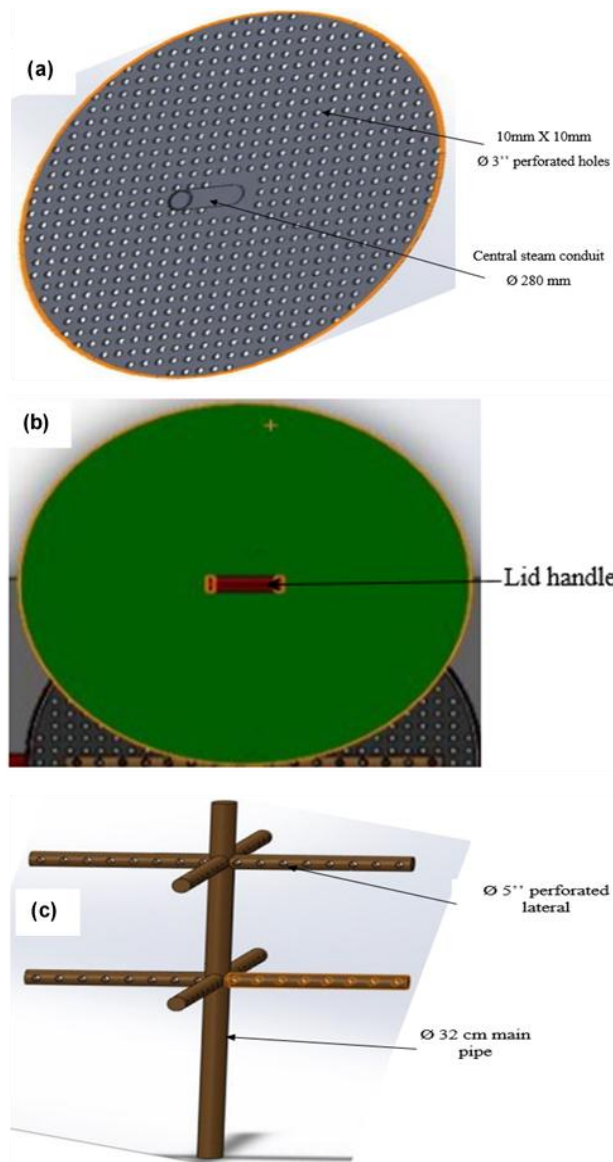 (a)
10mm X 10mm
Ø 3’’ perforated holes
Central steam conduit
Ø 280 mm
(b)
Lid handle
(c)
Ø 5’’ perforated
lateral
Ø 32 cm main
pipe